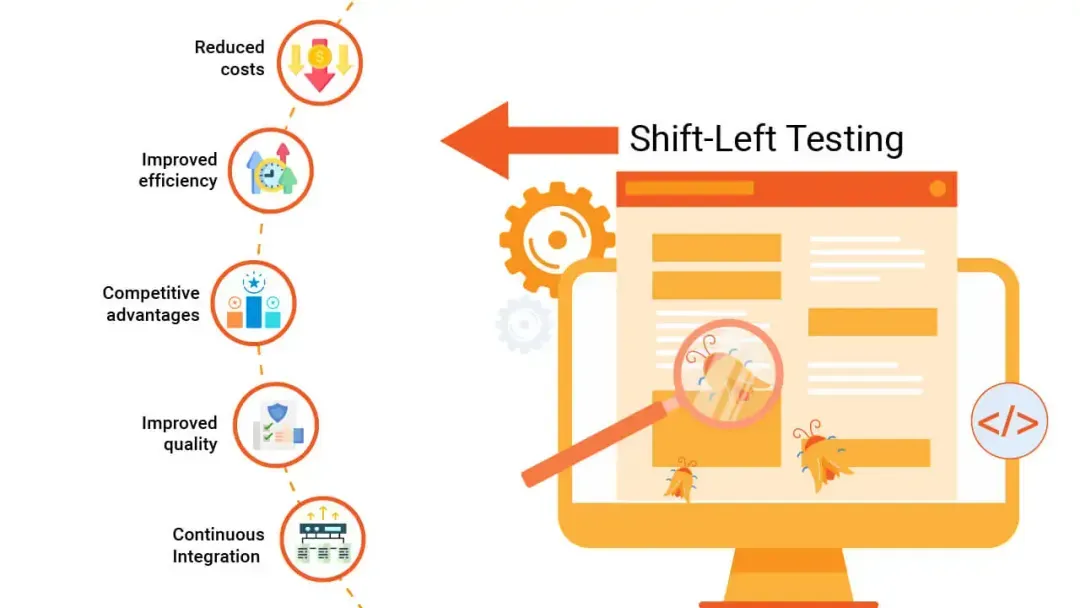 Reduced
costs
Improved
efficiency
Competitive
advantages
Improved
quality
Continuous
Integration
Shift-Left Testing
$
</>